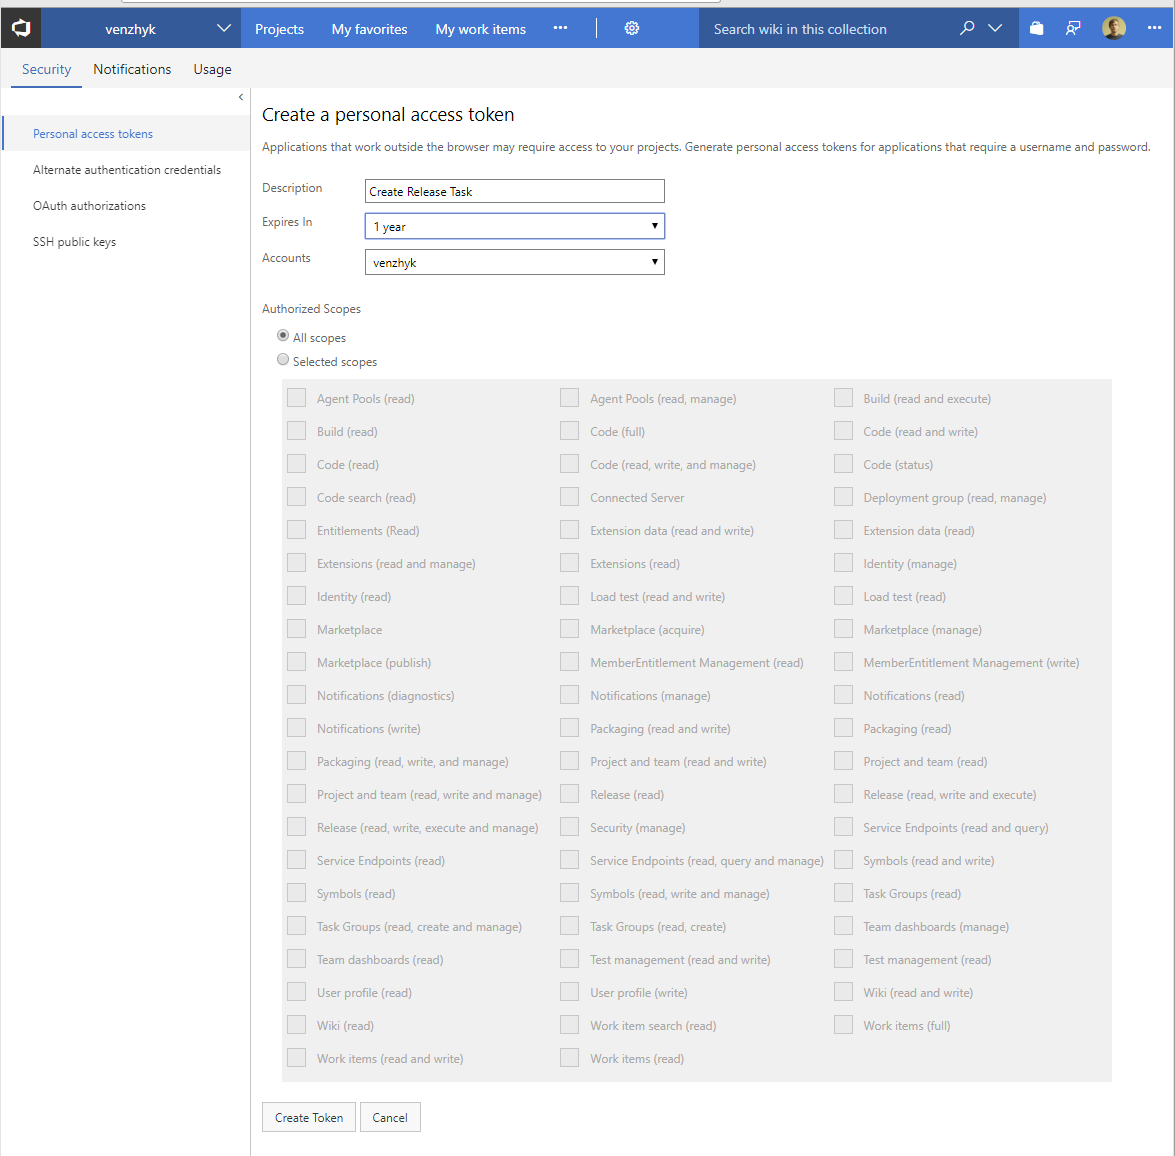 venzhyk Projects My favorites My work items ··· Search wiki in this collection ···
Security Notifications Usage
Personal access tokens
Alternate authentication credentials
OAuth authorizations
SSH public keys
Create a personal access token
Applications that work outside the browser may require access to your projects. Generate personal access tokens for applications that require a username and password.
Description Create Release Task
Expires In 1 year
Accounts venzhyk
Authorized Scopes
All scopes
Selected scopes
Agent Pools (read) Agent Pools (read, manage) Build (read and execute)
Build (read) Code (full) Code (read and write)
Code (read) Code (read, write, and manage) Code (status)
Code search (read) Connected Server Deployment group (read, manage)
Entitlements (Read) Extension data (read and write) Extension data (read)
Extensions (read and manage) Extensions (read) Identity (manage)
Identity (read) Load test (read and write) Load test (read)
Marketplace Marketplace (acquire) Marketplace (manage)
Marketplace (publish) MemberEntitlement Management (read) MemberEntitlement Management (write)
Notifications (diagnostics) Notifications (manage) Notifications (read)
Notifications (write) Packaging (read and write) Packaging (read)
Packaging (read, write, and manage) Project and team (read and write) Project and team (read)
Project and team (read, write and manage) Release (read) Release (read, write and execute)
Release (read, write, execute and manage) Security (manage) Service Endpoints (read and query)
Service Endpoints (read) Service Endpoints (read, query and manage) Symbols (read and write)
Symbols (read) Symbols (read, write and manage) Task Groups (read)
Task Groups (read, create and manage) Task Groups (read, create) Team dashboards (manage)
Team dashboards (read) Test management (read and write) Test management (read)
User profile (read) User profile (write) Wiki (read and write)
Wiki (read) Work item search (read) Work items (full)
Work items (read and write) Work items (read)
Create Token Cancel